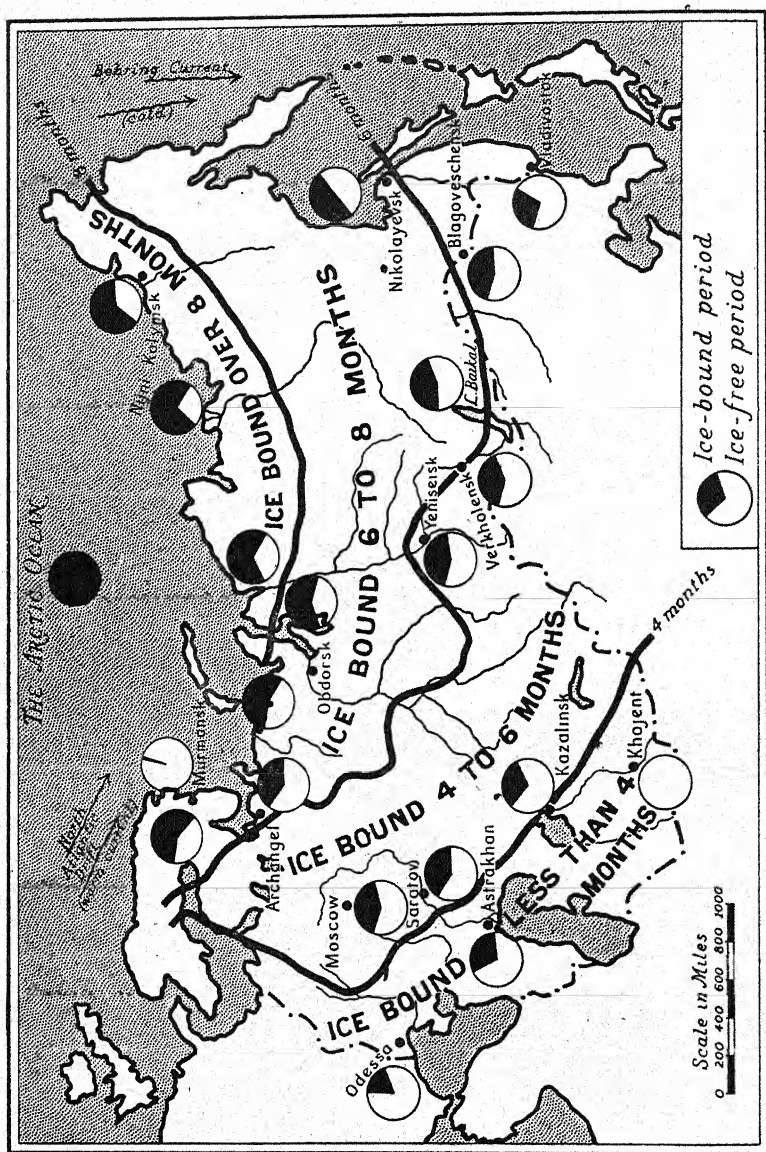 THE ARCTIC OCEAN
Behring Current
(cold)
North
Atlantic
Drift
8 months
6 months
4 months
ICE BOUND OVER 8 MONTHS
ICE BOUND 6 TO 8 MONTHS
ICE BOUND 4 TO 6 MONTHS
ICE BOUND LESS THAN 4 MONTHS
Murmansk
Archangel
Obdorsk
Nijni Kolymsk
Nikolayevsk
Blagoveschensk
Vladivostok
L. Baikal
Yeniseisk
Verkholensk
Moscow
Saratov
Astrakhan
Kazalinsk
Khojent
Odessa
Scale in Miles
0 200 400 600 800 1000
Ice-bound period
Ice-free period